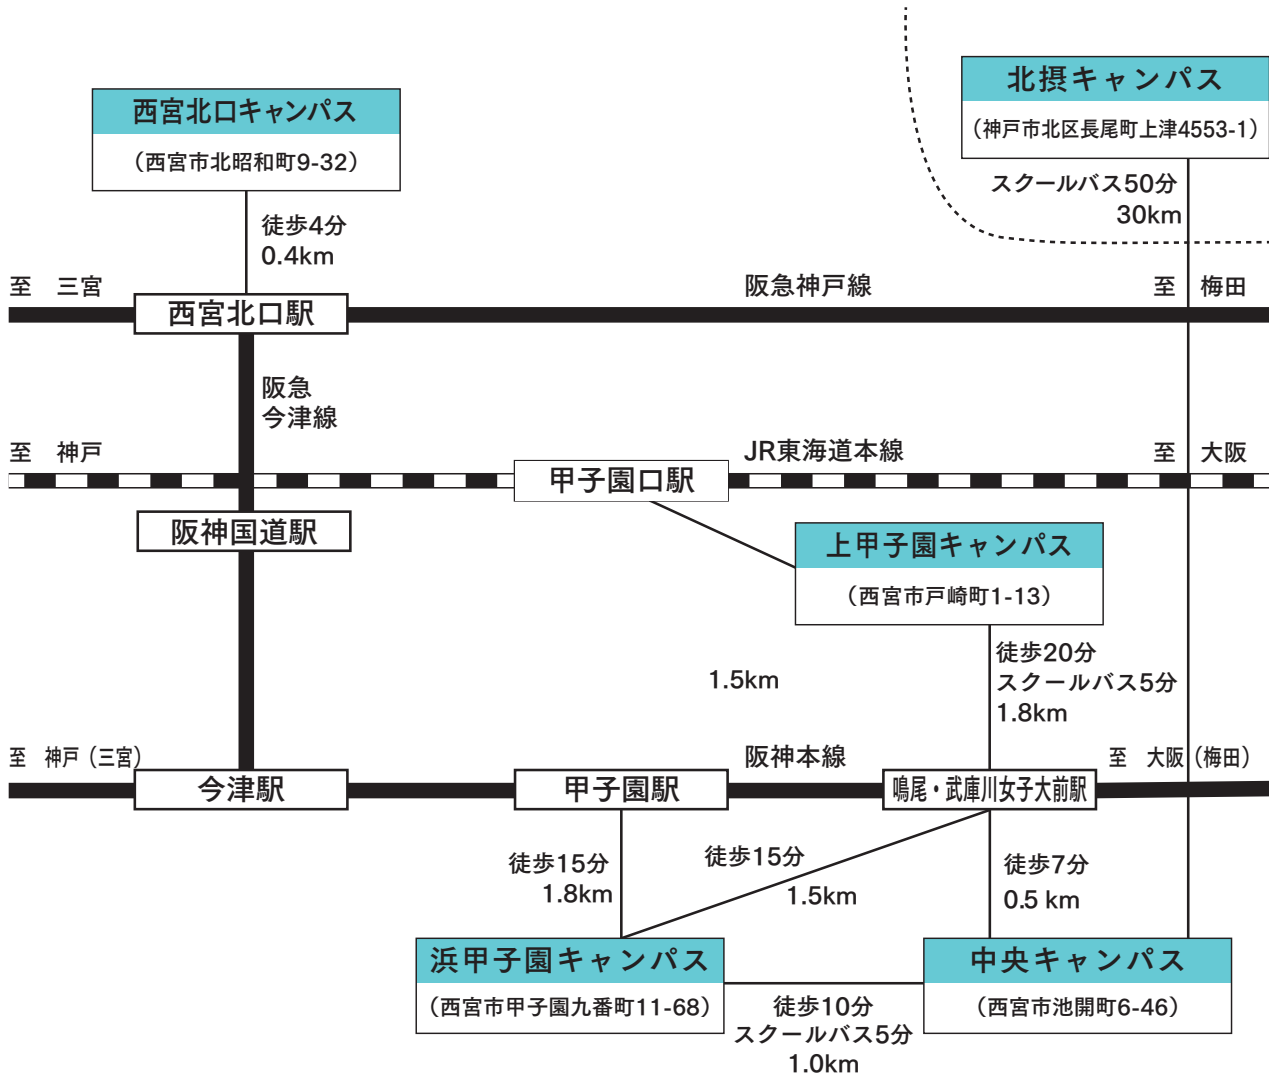 北摂キャンパス
（神戸市北区長尾町上津4553-1）
スクールバス50分
30km
西宮北口キャンパス
（西宮市北昭和町9-32）
徒歩4分
0.4km
至　三宮
阪急神戸線
至　梅田
西宮北口駅
阪急
今津線
至　神戸
JR東海道本線
至　大阪
甲子園口駅
阪神国道駅
上甲子園キャンパス
（西宮市戸崎町1-13）
1.5km
徒歩20分
スクールバス5分
1.8km
至　神戸（三宮）
阪神本線
至　大阪（梅田）
今津駅
甲子園駅
鳴尾・武庫川女子大前駅
徒歩15分
1.8km
徒歩15分
1.5km
徒歩7分
0.5 km
浜甲子園キャンパス
（西宮市甲子園九番町11-68）
徒歩10分
スクールバス5分
1.0km
中央キャンパス
（西宮市池開町6-46）